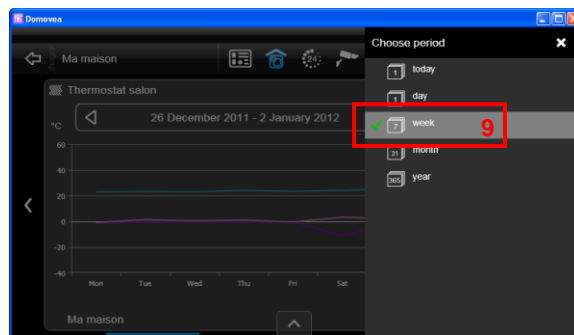 Domovea
Ma maison
24
Choose period
Thermostat salon
°C
26 December 2011 - 2 January 2012
60
40
20
0
-20
-40
Mon Tue Wed Thu Fri Sat
Ma maison
1 today
1 day
7 week 9
31 month
365 year